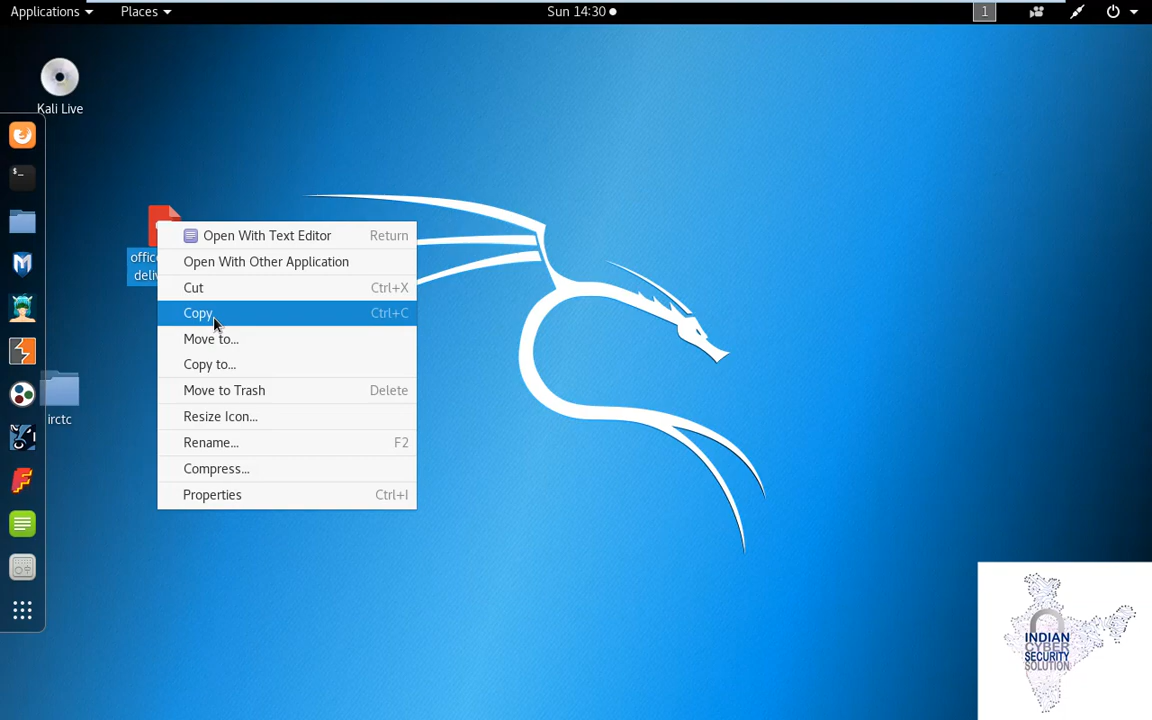 Applications
Places
Sun 14:30
1
Kali Live
Open With Text Editor Return
Open With Other Application
Cut Ctrl+X
Copy Ctrl+C
Move to...
Copy to...
Move to Trash Delete
Resize Icon...
Rename... F2
Compress...
Properties Ctrl+I
irctc
INDIAN
CYBER
SECURITY
SOLUTION